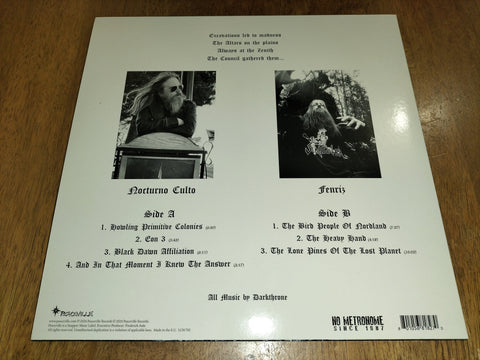 Excavations led to madness
The Altars on the plains
Always at the Zenith
The Council gathered them...
Nocturno Culto
Fenriz
Side A
1. Howling Primitive Colonies
2. Eon 3
3. Black Dawn Affiliation
4. And In That Moment I Knew The Answer
Side B
1. The Bird People Of Nordland
2. The Heavy Hand
3. The Lone Pines Of The Lost Planet
All Music by Darkthrone
PEACEVILLE
NO METRONOME
SINCE 1987